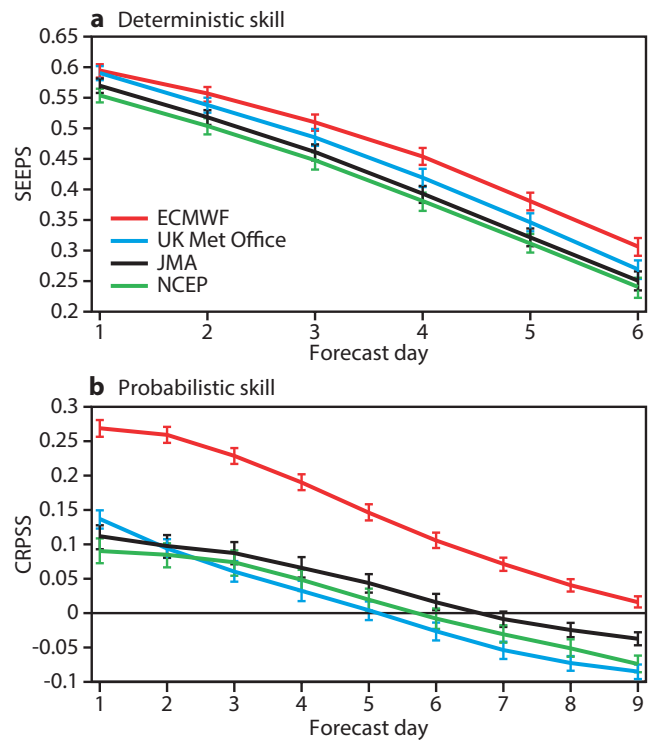 a Deterministic skill
0.65
0.6
0.55
0.5
0.45
0.4
0.35
0.3
0.25
0.2
SEEPS
ECMWF
UK Met Office
JMA
NCEP
1 2 3 4 5 6
Forecast day
b Probabilistic skill
0.3
0.25
0.2
0.15
0.1
0.05
0
-0.05
-0.1
CRPSS
1 2 3 4 5 6 7 8 9
Forecast day